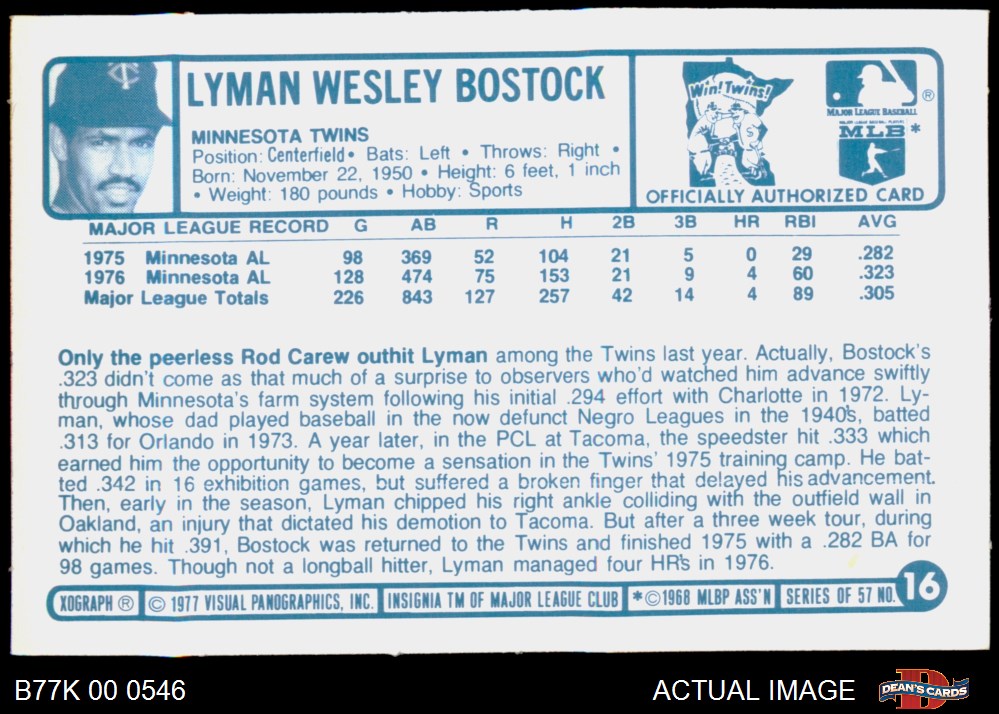 TC
LYMAN WESLEY BOSTOCK
MINNESOTA TWINS
Position: Centerfield • Bats: Left • Throws: Right •
Born: November 22, 1950 • Height: 6 feet, 1 inch
• Weight: 180 pounds • Hobby: Sports
Win! Twins!
MAJOR LEAGUE BASEBALL
®
MLB*
OFFICIALLY AUTHORIZED CARD
MAJOR LEAGUE RECORD G AB R H 2B 3B HR RBI AVG
1975 Minnesota AL 98 369 52 104 21 5 0 29 .282
1976 Minnesota AL 128 474 75 153 21 9 4 60 .323
Major League Totals 226 843 127 257 42 14 4 89 .305
Only the peerless Rod Carew outhit Lyman among the Twins last year. Actually, Bostock's
.323 didn't come as that much of a surprise to observers who'd watched him advance swiftly
through Minnesota's farm system following his initial .294 effort with Charlotte in 1972. Ly-
man, whose dad played baseball in the now defunct Negro Leagues in the 1940's, batted
.313 for Orlando in 1973. A year later, in the PCL at Tacoma, the speedster hit .333 which
earned him the opportunity to become a sensation in the Twins' 1975 training camp. He bat-
ted .342 in 16 exhibition games, but suffered a broken finger that delayed his advancement.
Then, early in the season, Lyman chipped his right ankle colliding with the outfield wall in
Oakland, an injury that dictated his demotion to Tacoma. But after a three week tour, during
which he hit .391, Bostock was returned to the Twins and finished 1975 with a .282 BA for
98 games. Though not a longball hitter, Lyman managed four HR's in 1976.
XOGRAPH ® © 1977 VISUAL PANOGRAPHICS, INC. INSIGNIA TM OF MAJOR LEAGUE CLUB *©1968 MLBP ASS'N SERIES OF 57 NO. 16
B77K 00 0546 ACTUAL IMAGE DEAN'S CARDS